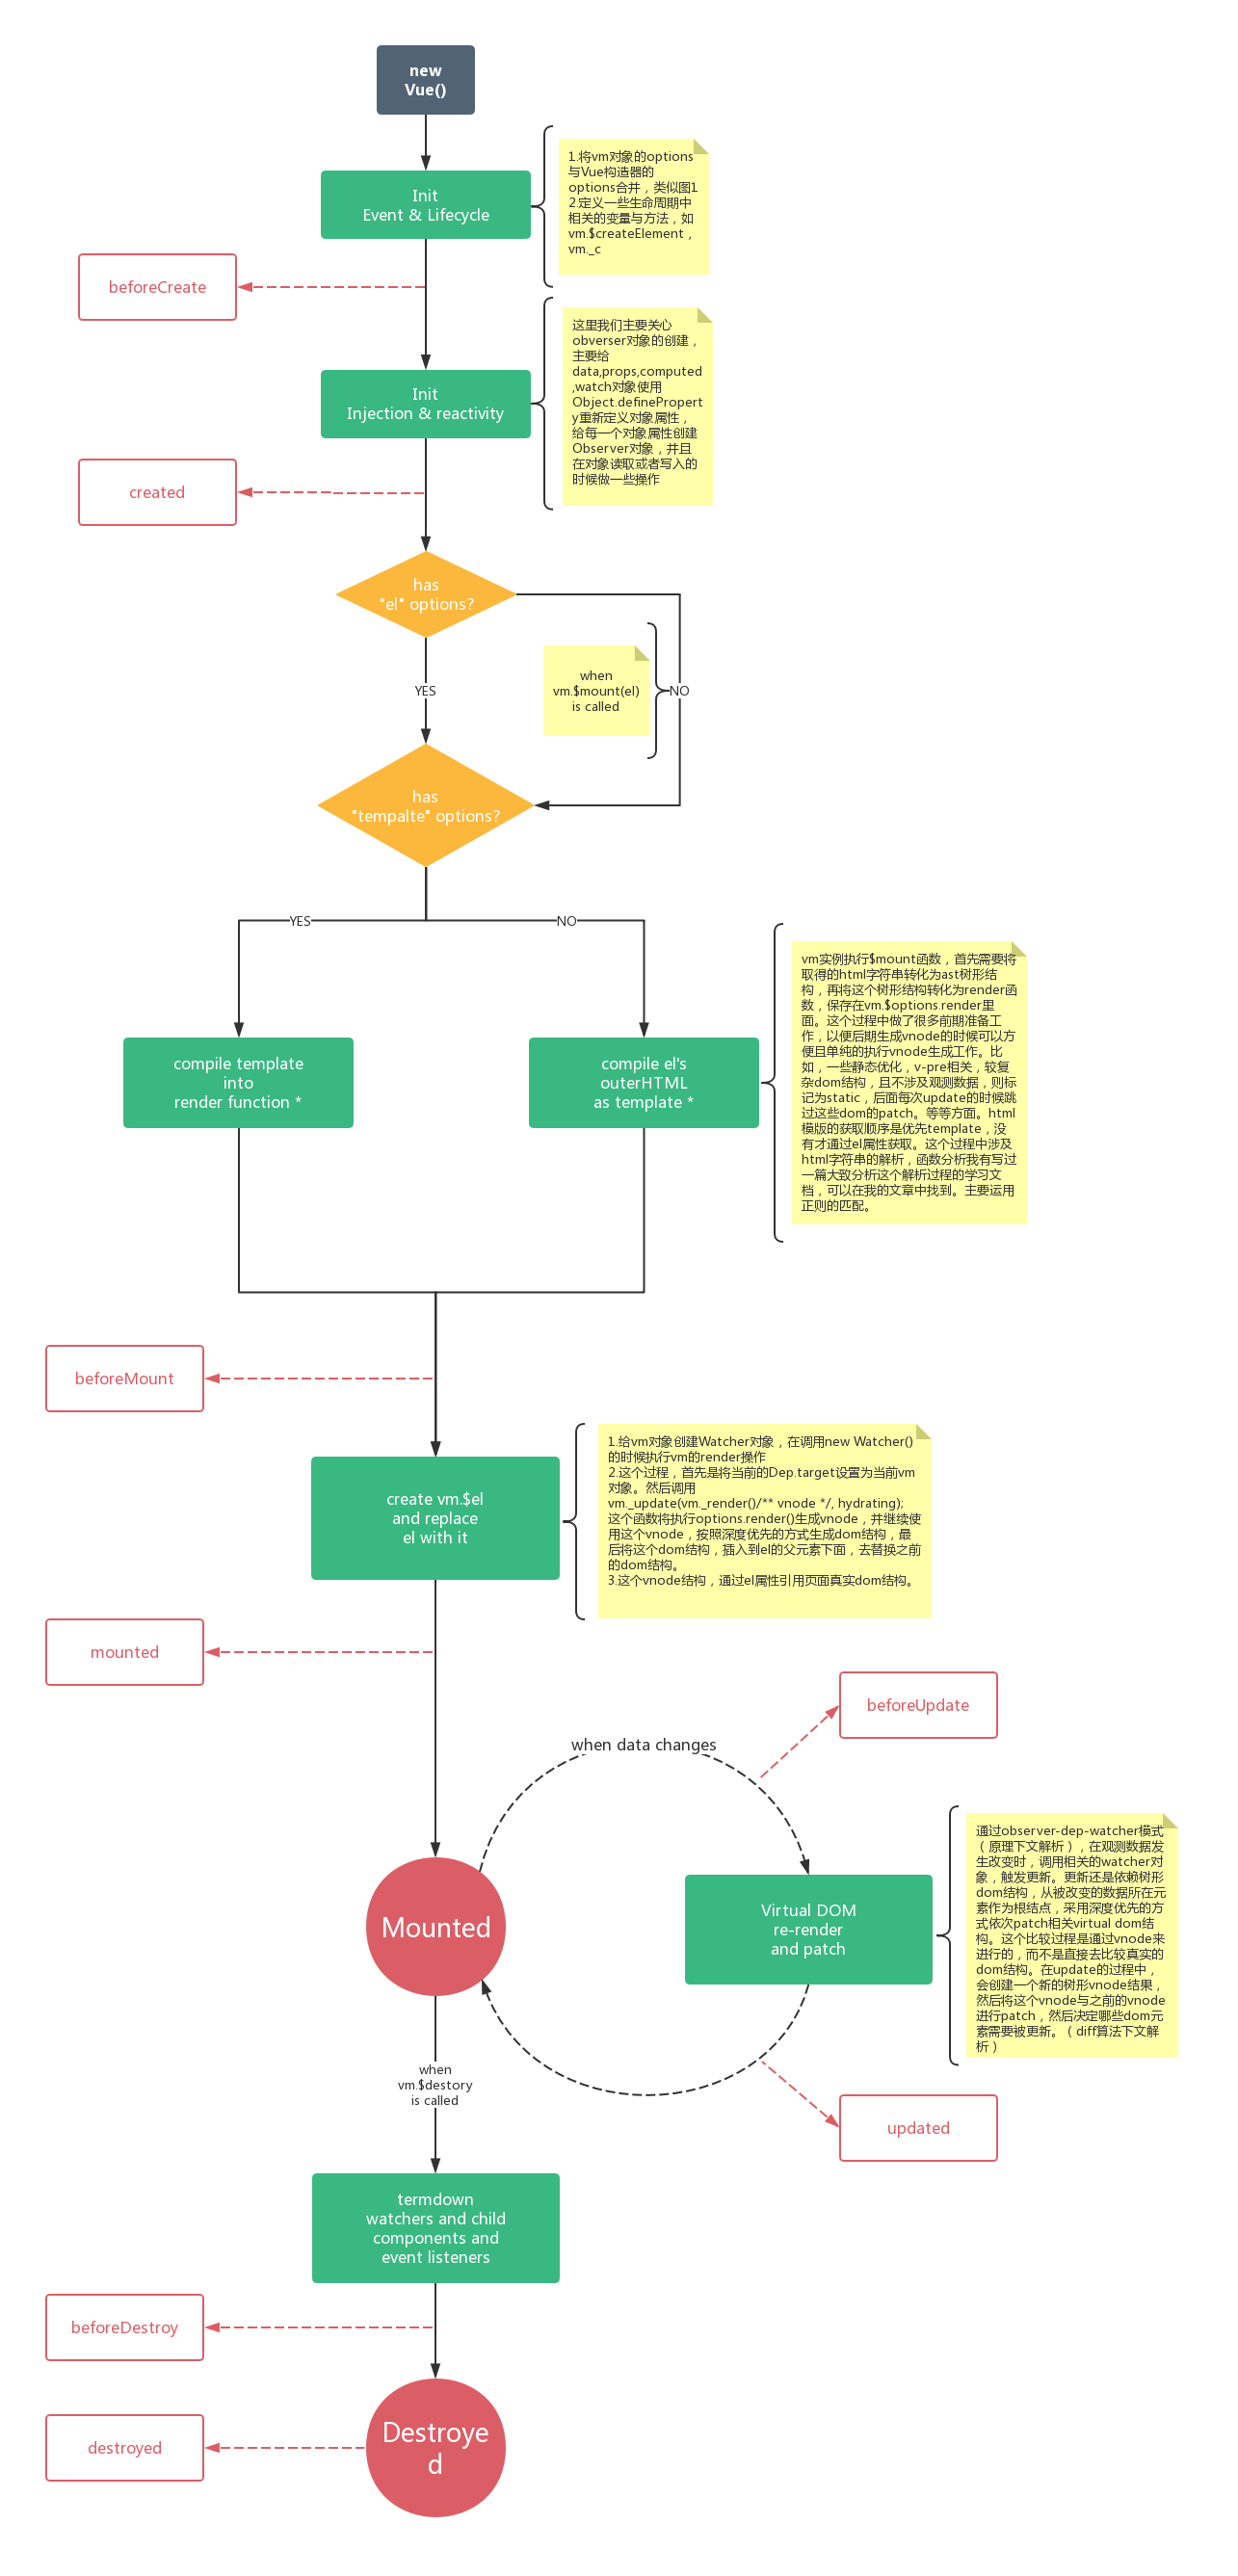 new
Vue()
Init
Event & Lifecycle
1.将vm对象的options
与Vue构造器的
options合并，类似图1
2.定义一些生命周期中
相关的变量与方法，如
vm.$createElement，
vm._c
beforeCreate
Init
Injection & reactivity
这里我们主要关心
obverser对象的创建，
主要给
data,props,computed
,watch对象使用
Object.definePropert
y重新定义对象属性，
给每一个对象属性创建
Observer对象，并且
在对象读取或者写入的
时候做一些操作
created
has
"el" options?
YES
when
vm.$mount(el)
is called
NO
has
"tempalte" options?
YES
NO
compile template
into
render function *
compile el's
outerHTML
as template *
vm实例执行$mount函数，首先需要将
取得的html字符串转化为ast树形结
构，再将这个树形结构转化为render函
数，保存在vm.$options.render里
面。这个过程中做了很多前期准备工
作，以便后期生成vnode的时候可以方
便且单纯的执行vnode生成工作。比
如，一些静态优化，v-pre相关，较复
杂dom结构，且不涉及观测数据，则标
记为static，后面每次update的时候跳
过这些dom的patch。等等方面。html
模版的获取顺序是优先template，没
有才通过el属性获取。这个过程中涉及
html字符串的解析，函数分析我有写过
一篇大致分析这个解析过程的学习文
档，可以在我的文章中找到。主要运用
正则的匹配。
beforeMount
create vm.$el
and replace
el with it
1.给vm对象创建Watcher对象，在调用new Watcher()
的时候执行vm的render操作
2.这个过程，首先是将当前的Dep.target设置为当前vm
对象。然后调用
vm._update(vm._render()/** vnode */, hydrating);
这个函数将执行options.render()生成vnode，并继续使
用这个vnode，按照深度优先的方式生成dom结构，最
后将这个dom结构，插入到el的父元素下面，去替换之前
的dom结构。
3.这个vnode结构，通过el属性引用页面真实dom结构。
mounted
beforeUpdate
when data changes
Mounted
Virtual DOM
re-render
and patch
通过observer-dep-watcher模式
（原理下文解析），在观测数据发
生改变时，调用相关的watcher对
象，触发更新。更新还是依赖树形
dom结构，从被改变的数据所在元
素作为根结点，采用深度优先的方
式依次patch相关virtual dom结
构。这个比较过程是通过vnode来
进行的，而不是直接去比较真实的
dom结构。在update的过程中，
会创建一个新的树形vnode结果，
然后将这个vnode与之前的vnode
进行patch，然后决定哪些dom元
素需要被更新。（diff算法下文解
析）
when
vm.$destory
is called
updated
termdown
watchers and child
components and
event listeners
beforeDestroy
Destroye
d
destroyed